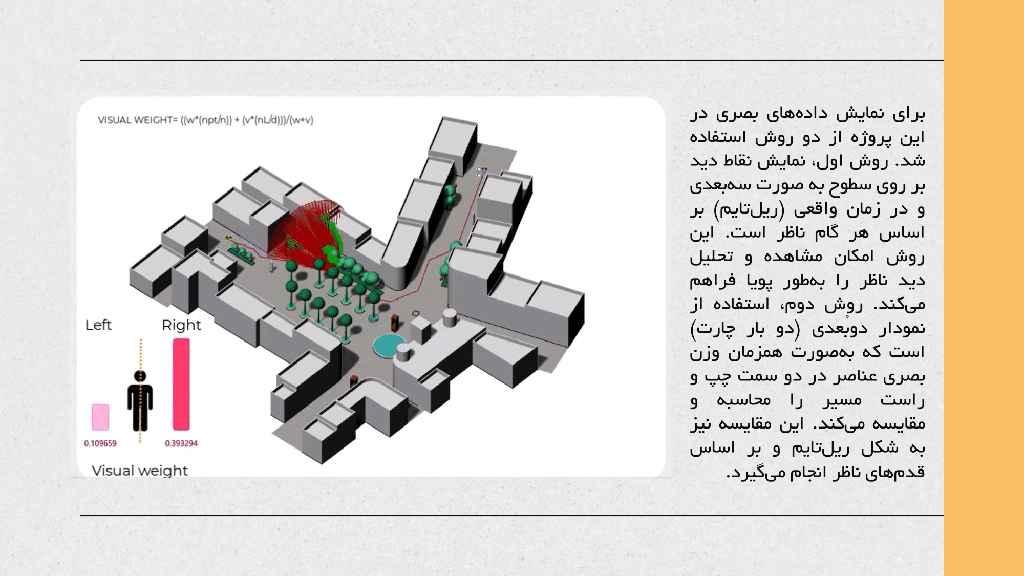 VISUAL WEIGHT= ((w*(npt/n)) + (v*(nL/d)))/(w+v)
Left
Right
0.109659
0.393294
Visual weight
برای نمایش داده‌های بصری در
این پروژه از دو روش استفاده
شد. روش اول، نمایش نقاط دید
بر روی سطوح به صورت سه‌بعدی
و در زمان واقعی (ریل‌تایم) بر
اساس هر گام ناظر است. این
روش امکان مشاهده و تحلیل
دید ناظر را به‌طور پویا فراهم
می‌کند. روش دوم، استفاده از
نمودار دوبُعدی (دو بار چارت)
است که به‌صورت همزمان وزن
بصری عناصر در دو سمت چپ و
راست مسیر را محاسبه و
مقایسه می‌کند. این مقایسه نیز
به شکل ریل‌تایم و بر اساس
قدم‌های ناظر انجام می‌گیرد.